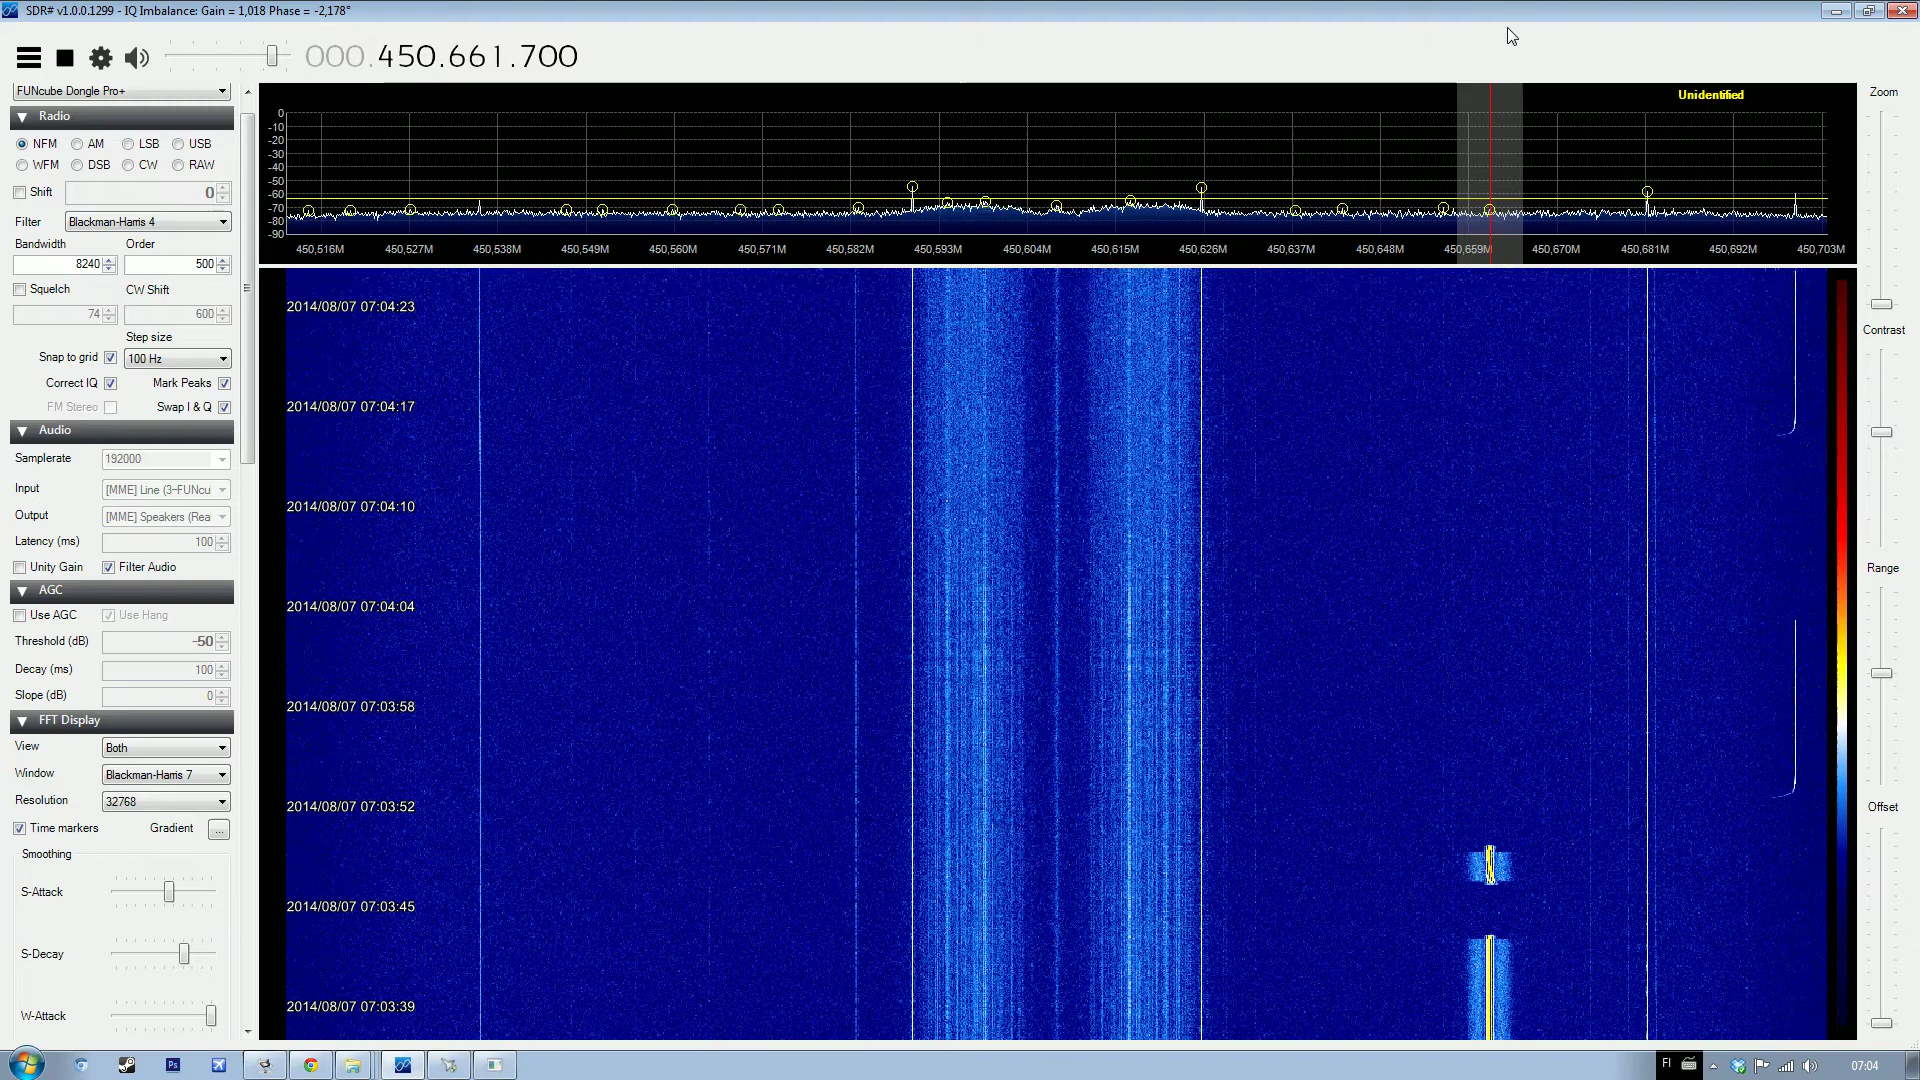 SDR# v1.0.0.1299 - IQ Imbalance: Gain = 1,018 Phase = -2,178°
000.450.661.700
FUNcube Dongle Pro+
Radio
NFM AM LSB USB
WFM DSB CW RAW
Shift 0
Filter Blackman-Harris 4
Bandwidth Order
8240 500
Squelch CW Shift
74 600
Step size
Snap to grid 100 Hz
Correct IQ Mark Peaks
FM Stereo Swap I & Q
Audio
Samplerate 192000
Input [MME] Line (3-FUNcu
Output [MME] Speakers (Rea
Latency (ms) 100
Unity Gain Filter Audio
AGC
Use AGC Use Hang
Threshold (dB) -50
Decay (ms) 100
Slope (dB) 0
FFT Display
View Both
Window Blackman-Harris 7
Resolution 32768
Time markers Gradient ...
Smoothing
S-Attack
S-Decay
W-Attack
Unidentified
0
-10
-20
-30
-40
-50
-60
-70
-80
-90
450,516M 450,527M 450,538M 450,549M 450,560M 450,571M 450,582M 450,593M 450,604M 450,615M 450,626M 450,637M 450,648M 450,659M 450,670M 450,681M 450,692M 450,703M
2014/08/07 07:04:23
2014/08/07 07:04:17
2014/08/07 07:04:10
2014/08/07 07:04:04
2014/08/07 07:03:58
2014/08/07 07:03:52
2014/08/07 07:03:45
2014/08/07 07:03:39
Zoom
Contrast
Range
Offset
Ps
FI
07:04